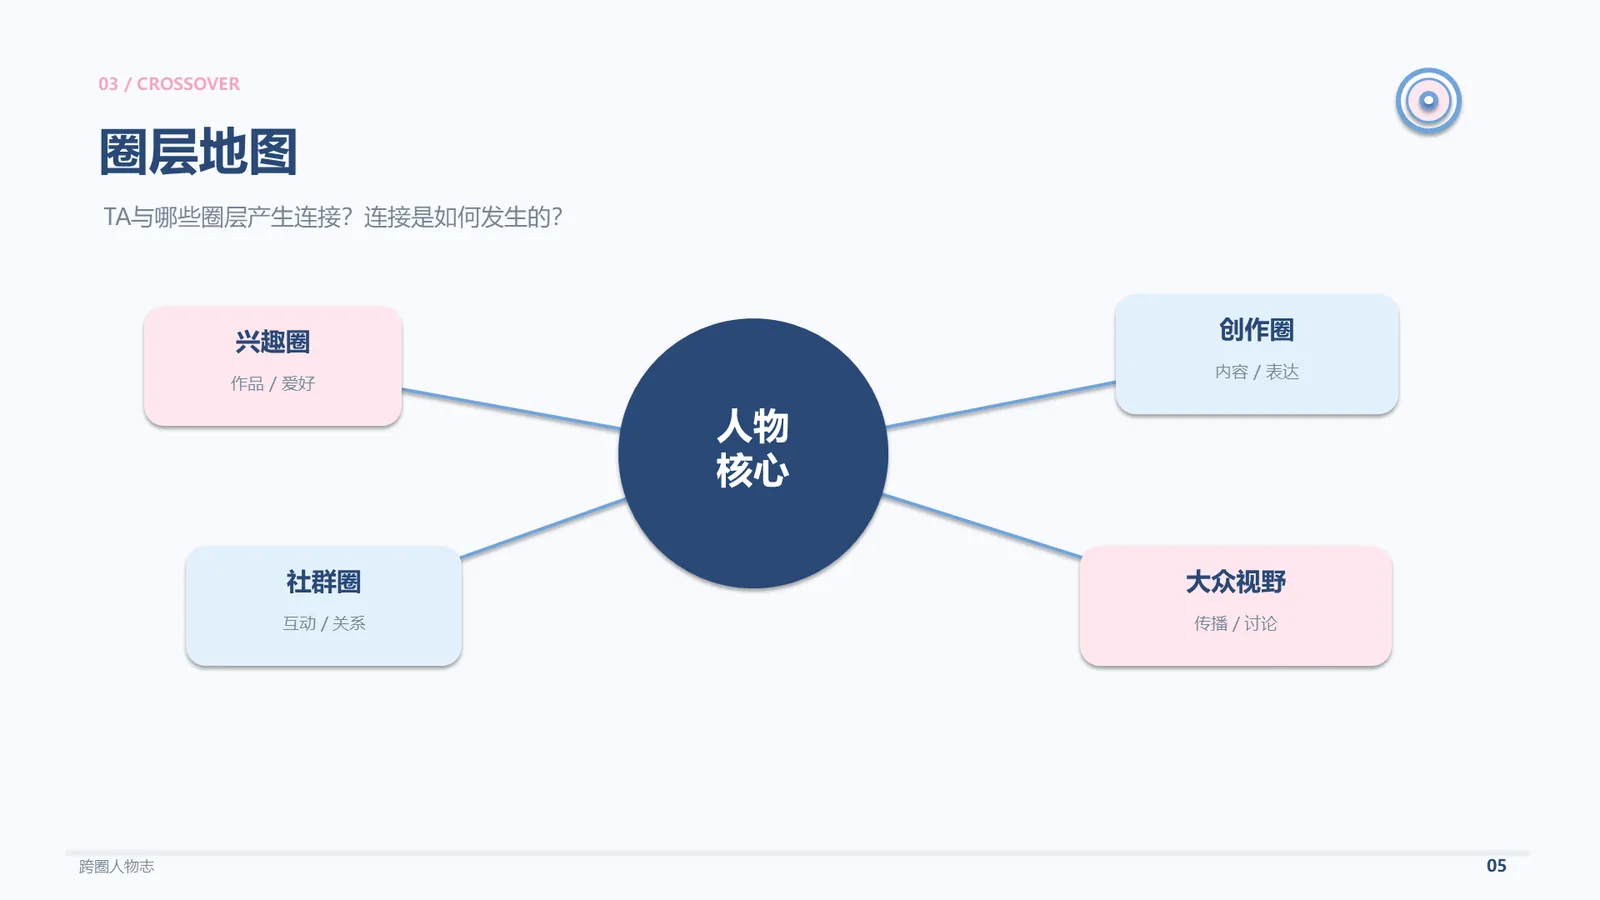 03 / CROSSOVER
圈层地图
TA与哪些圈层产生连接？连接是如何发生的？
兴趣圈
作品 / 爱好
创作圈
内容 / 表达
人物
核心
社群圈
互动 / 关系
大众视野
传播 / 讨论
跨圈人物志
05